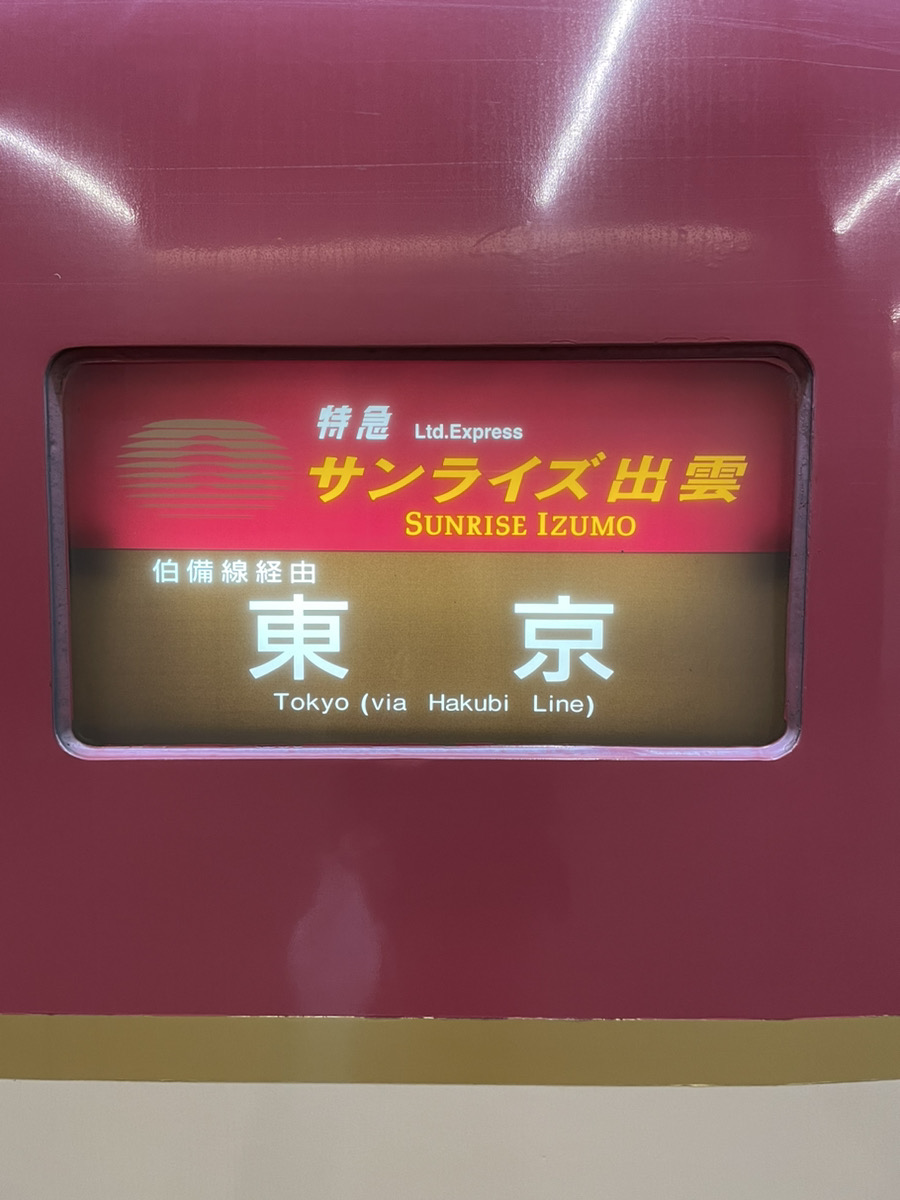 特急 Ltd.Express
サンライズ出雲
SUNRISE IZUMO
伯備線経由
東京
Tokyo (via Hakubi Line)